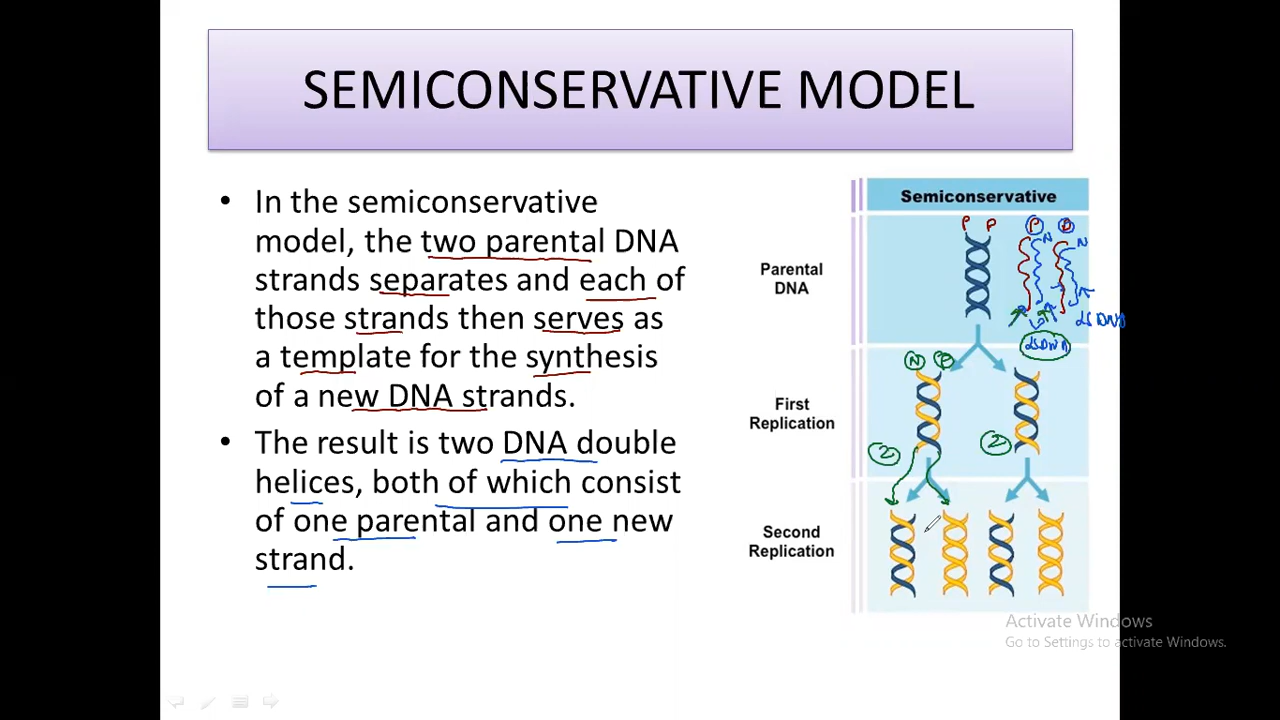 SEMICONSERVATIVE MODEL
• In the semiconservative
model, the two parental DNA
strands separates and each of
those strands then serves as
a template for the synthesis
of a new DNA strands.
• The result is two DNA double
helices, both of which consist
of one parental and one new
strand.
Semiconservative
P P P P
N N
Parental
DNA
dsDNA
dsDNA
N P
First
Replication
2 2
Second
Replication
Activate Windows
Go to Settings to activate Windows.